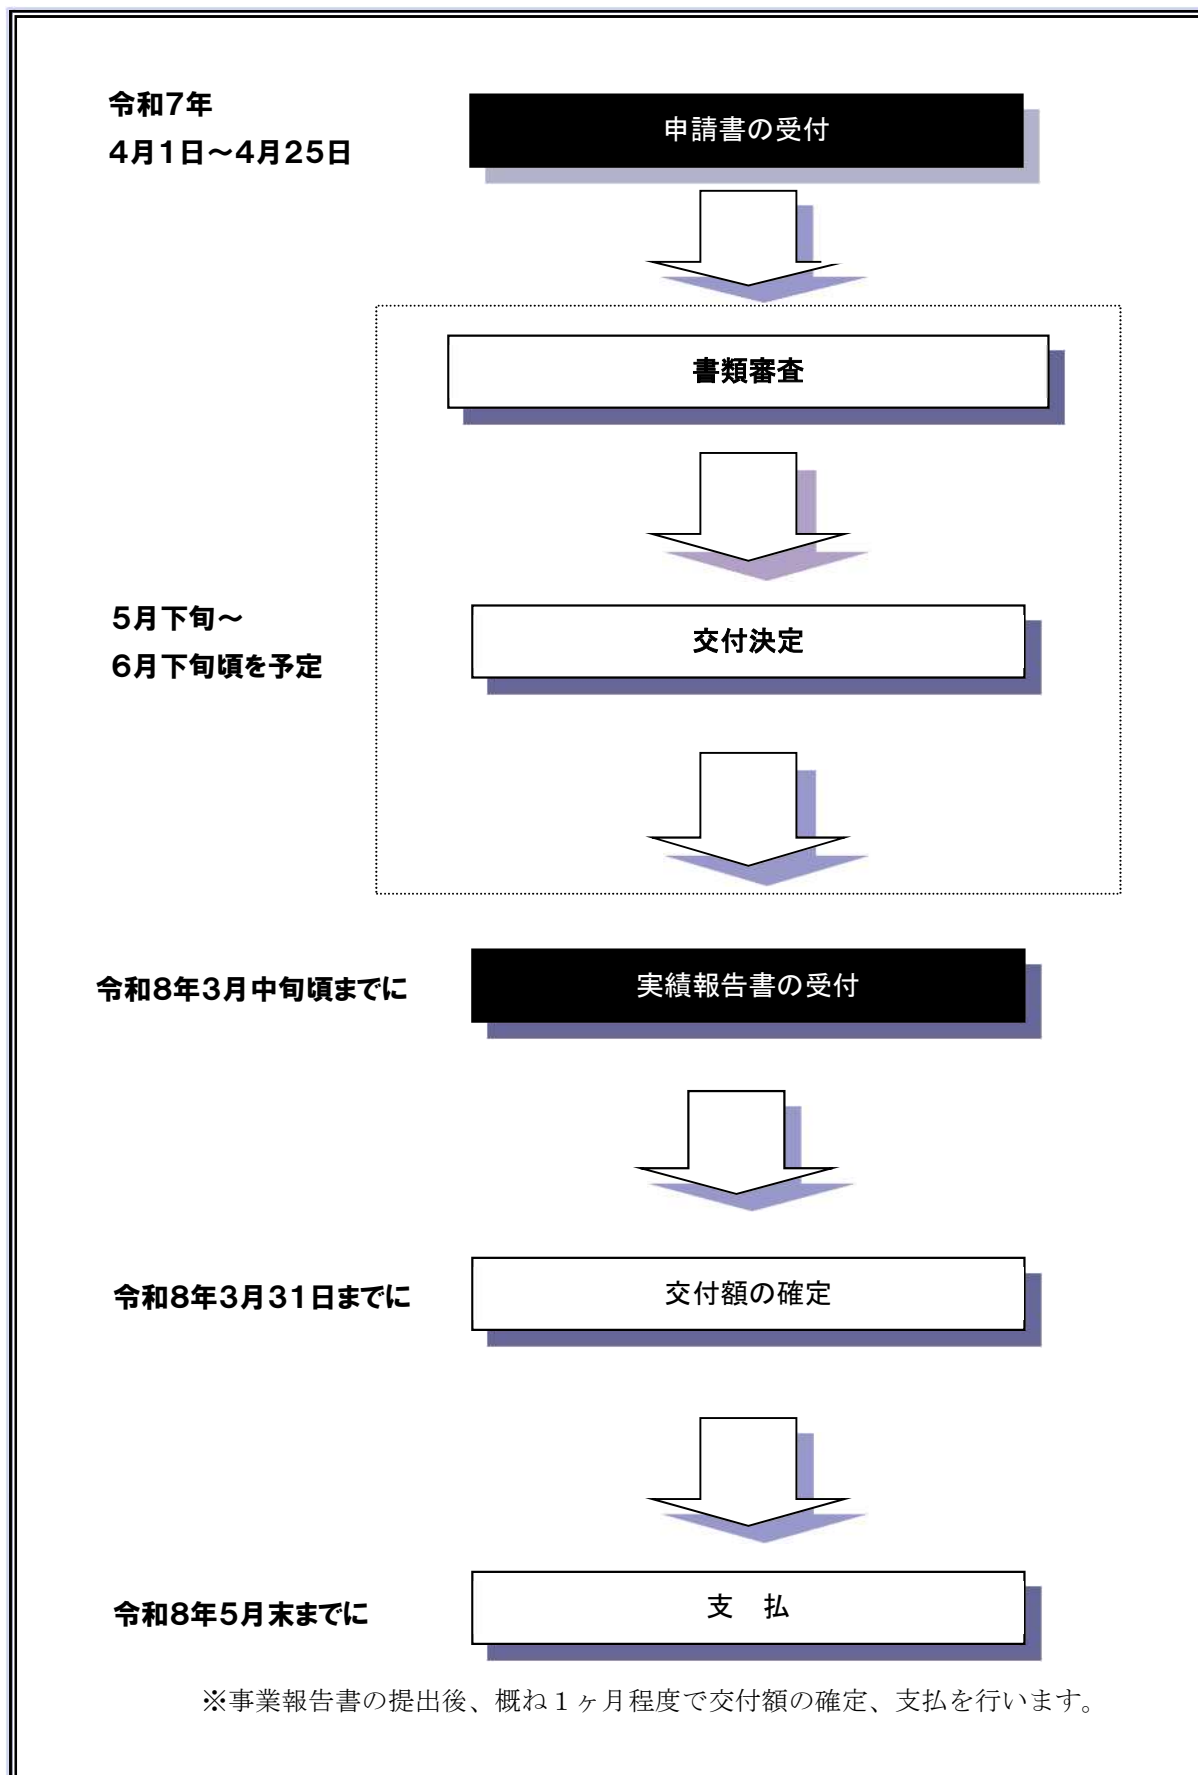 令和7年
4月1日～4月25日
申請書の受付
書類審査
5月下旬～
6月下旬頃を予定
交付決定
令和8年3月中旬頃までに
実績報告書の受付
令和8年3月31日までに
交付額の確定
令和8年5月末までに
支　払
※事業報告書の提出後、概ね１ヶ月程度で交付額の確定、支払を行います。